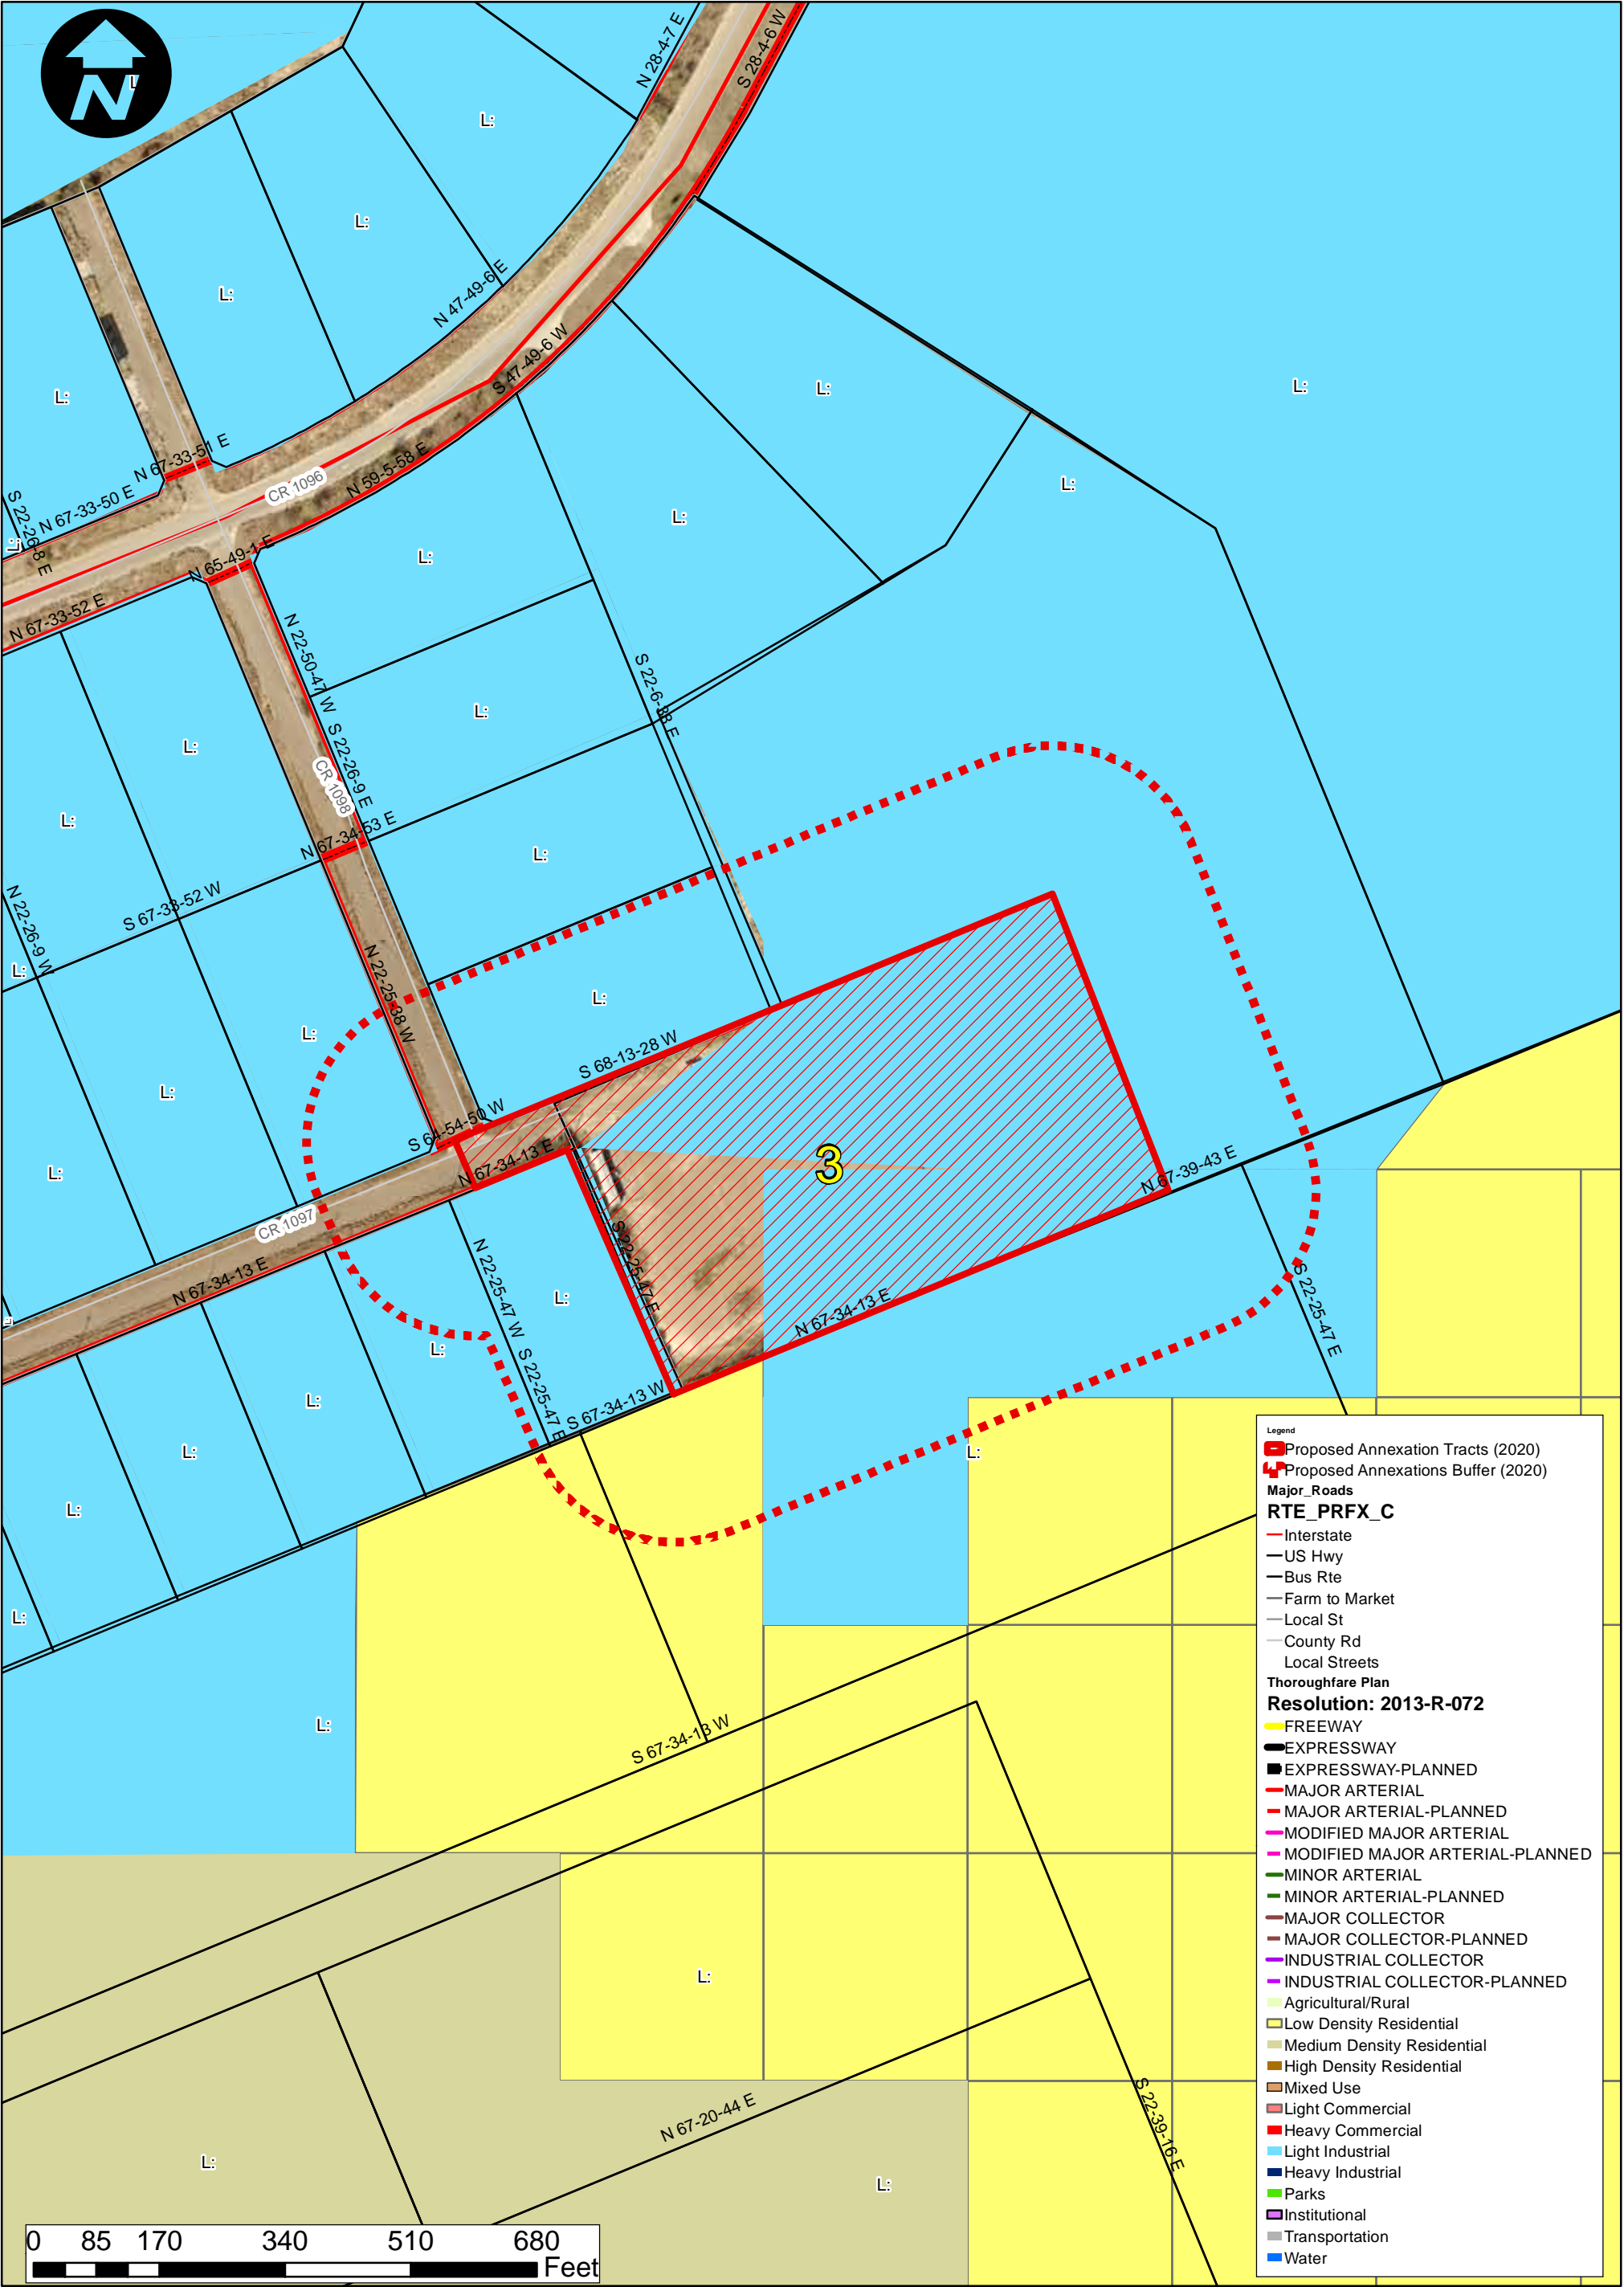 N
L:
L:
N 28-4-7 E
S 28-4-6 W
L:
L:
N 47-49-6 E
S 47-49-6 W
L:
L:
L:
N 67-33-51 E
CR 1096
N 59-5-58 E
L:
S 22-26-8 E
N 67-33-50 E
L:
L:
L:
N 65-49-1 E
N 67-33-52 E
N 22-50-47 W
S 22-26-9 E
S 22-6-33 E
L:
L:
CR 1098
L:
N 67-34-53 E
L:
N 22-26-9 W
S 67-33-52 W
L:
N 22-25-38 W
L:
L:
S 68-13-28 W
L:
S 64-54-50 W
N 67-34-13 E
3
N 67-39-43 E
L:
CR 1097
S 22-25-47 E
N 67-34-13 E
N 22-25-47 W
L:
S 22-25-47 E
N 67-34-13 E
L:
L:
S 22-25-47 E
S 67-34-13 W
L:
L:
L:
L:
L:
L:
S 67-34-13 W
L:
N 67-20-44 E
S 22-39-16 E
L:
L:
Legend
Proposed Annexation Tracts (2020)
Proposed Annexations Buffer (2020)
Major_Roads
RTE_PRFX_C
Interstate
US Hwy
Bus Rte
Farm to Market
Local St
County Rd
Local Streets
Thoroughfare Plan
Resolution: 2013-R-072
FREEWAY
EXPRESSWAY
EXPRESSWAY-PLANNED
MAJOR ARTERIAL
MAJOR ARTERIAL-PLANNED
MODIFIED MAJOR ARTERIAL
MODIFIED MAJOR ARTERIAL-PLANNED
MINOR ARTERIAL
MINOR ARTERIAL-PLANNED
MAJOR COLLECTOR
MAJOR COLLECTOR-PLANNED
INDUSTRIAL COLLECTOR
INDUSTRIAL COLLECTOR-PLANNED
Agricultural/Rural
Low Density Residential
Medium Density Residential
High Density Residential
Mixed Use
Light Commercial
Heavy Commercial
Light Industrial
Heavy Industrial
Parks
Institutional
Transportation
Water
0 85 170 340 510 680
Feet